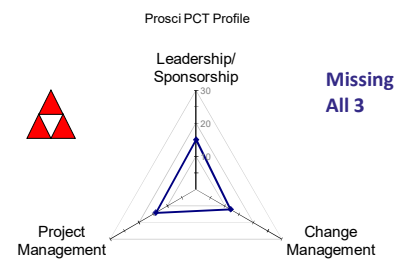 Prosci PCT Profile
Leadership/
Sponsorship
Missing
All 3
30
20
10
Project
Management
Change
Management